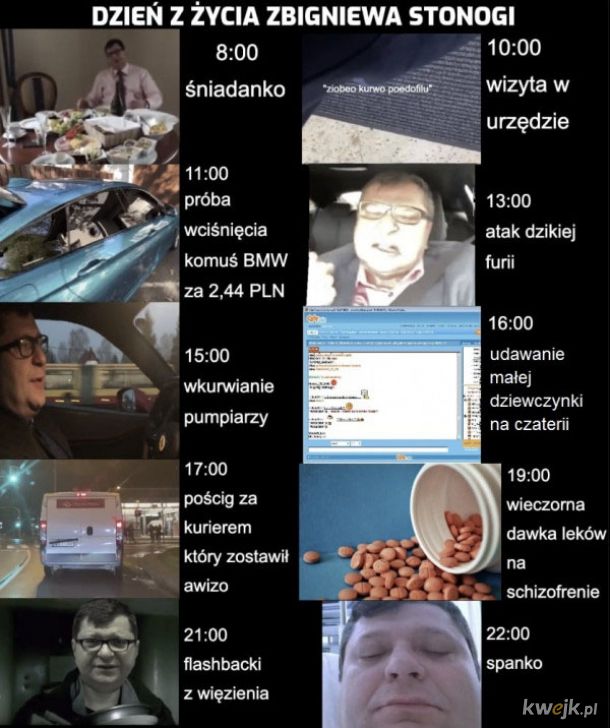 DZIEŃ Z ŻYCIA ZBIGNIEWA STONOGI
8:00
śniadanko
"ziobeo kurwo poedofilu"
10:00
wizyta w
urzędzie
11:00
próba
wciśnięcia
komuś BMW
za 2,44 PLN
13:00
atak dzikiej
furii
15:00
wkurwianie
pumpiarzy
16:00
udawanie
małej
dziewczynki
na czaterii
17:00
pościg za
kurierem
który zostawił
awizo
19:00
wieczorna
dawka leków
na
schizofrenie
21:00
flashbacki
z więzienia
22:00
spanko
kwejk.pl